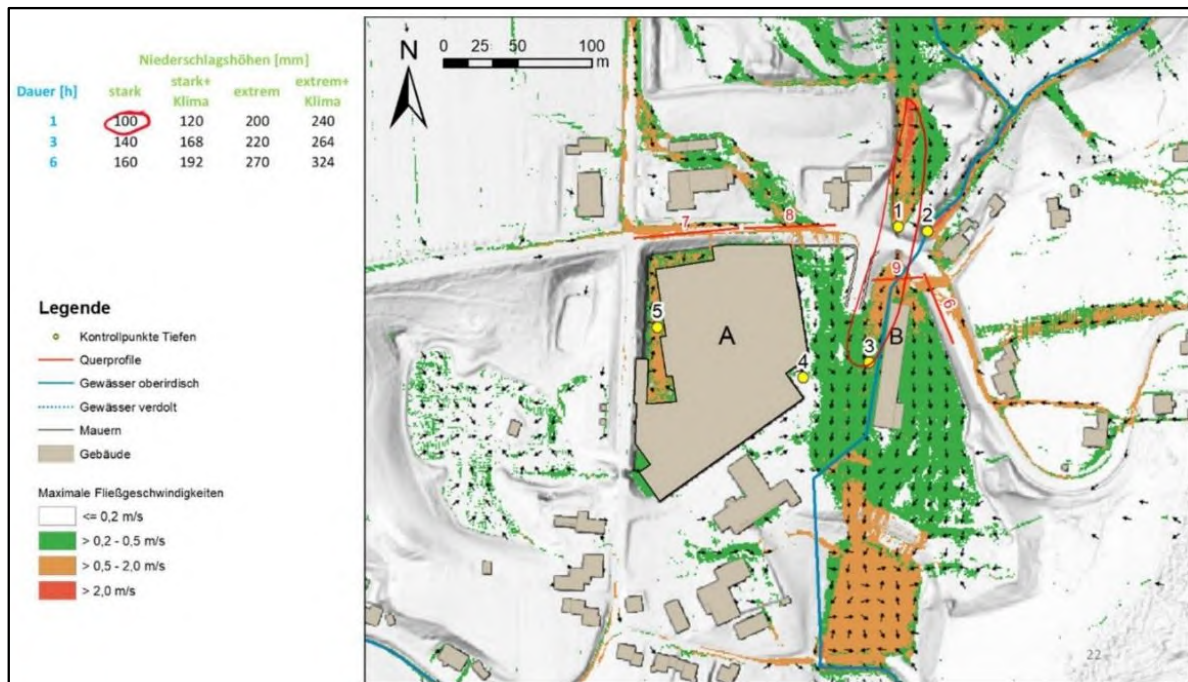 Niederschlagshöhen [mm]
Dauer [h] stark stark+ Klima extrem extrem+ Klima
1 100 120 200 240
3 140 168 220 264
6 160 192 270 324
Legende
Kontrollpunkte Tiefen
Querprofile
Gewässer oberirdisch
Gewässer verdolt
Mauern
Gebäude
Maximale Fließgeschwindigkeiten
<= 0,2 m/s
> 0,2 - 0,5 m/s
> 0,5 - 2,0 m/s
> 2,0 m/s
N
0 25 50 100
m
1 2
7 8
9
6
5
A
B
3
4
22